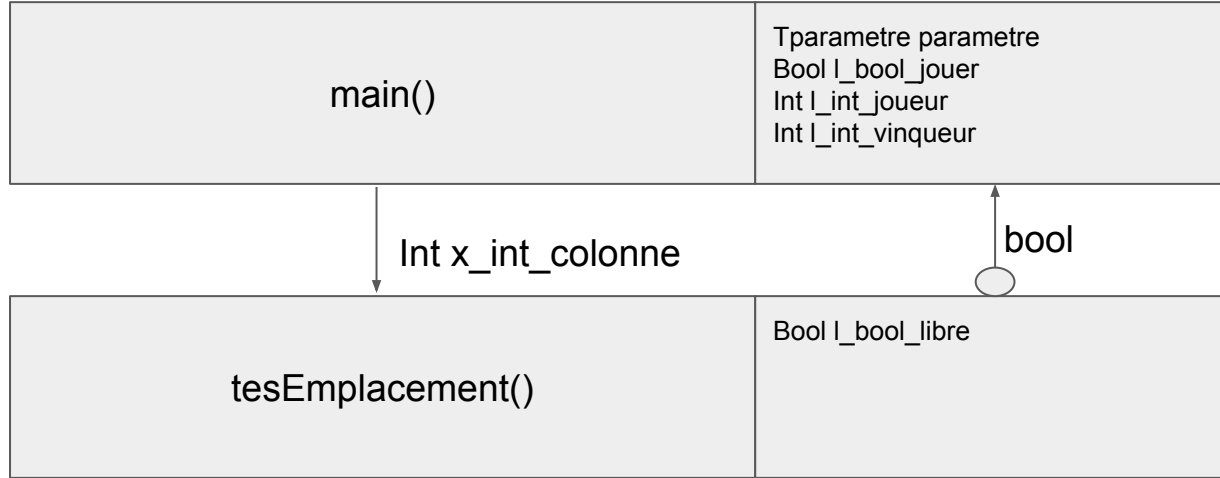 main()
Tparametre parametre
Bool l_bool_jouer
Int l_int_joueur
Int l_int_vinqueur
Int x_int_colonne
bool
tesEmplacement()
Bool l_bool_libre